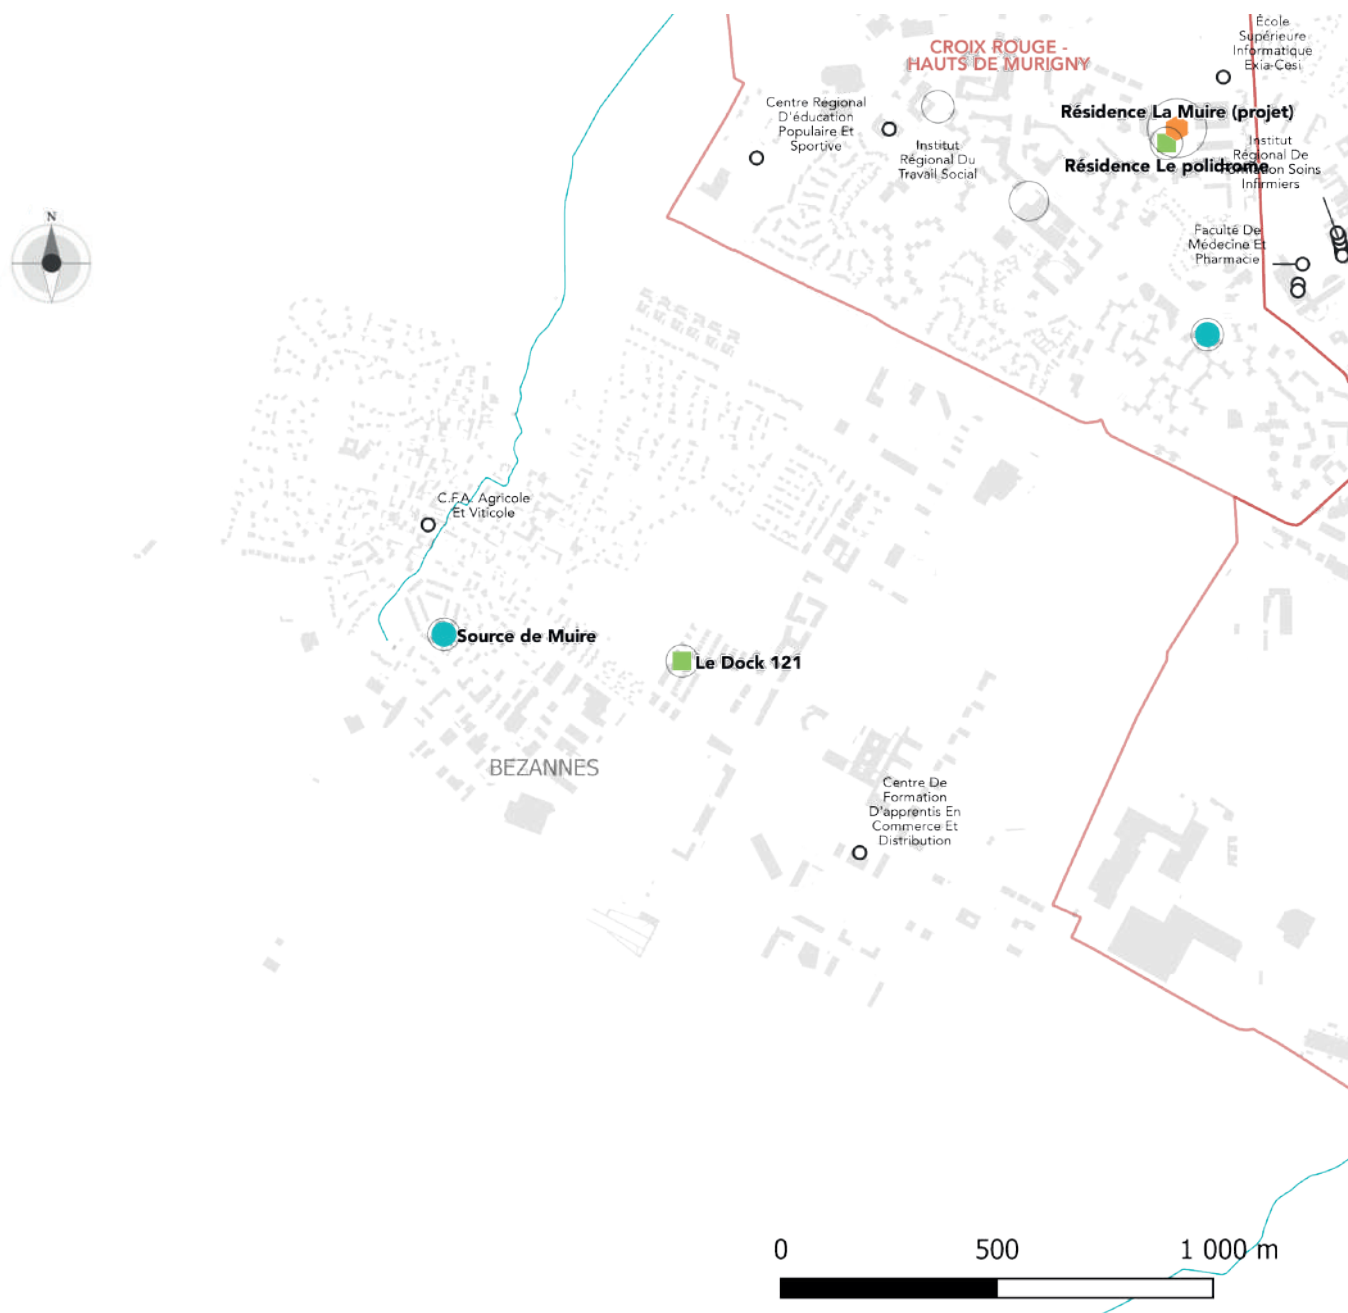 École
Supérieure
Informatique
Exia-Cesi
CROIX ROUGE -
HAUTS DE MURIGNY
Centre Régional
D'éducation
Populaire Et
Sportive
Résidence La Muire (projet)
Institut
Régional Du
Travail Social
Institut
Régional De
Formation Soins
Infirmiers
Résidence Le polidrome
Faculté De
Médecine Et
Pharmacie
N
C.F.A. Agricole
Et Viticole
Source de Muire
Le Dock 121
BEZANNES
Centre De
Formation
D'apprentis En
Commerce Et
Distribution
0 500 1 000 m